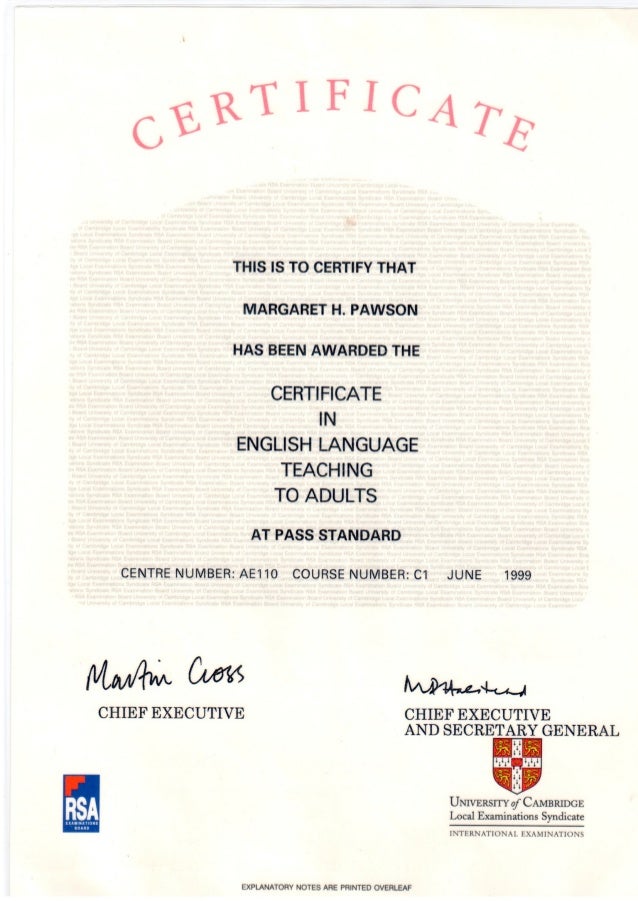 CERTIFICATE
THIS IS TO CERTIFY THAT
MARGARET H. PAWSON
HAS BEEN AWARDED THE
CERTIFICATE
IN
ENGLISH LANGUAGE
TEACHING
TO ADULTS
AT PASS STANDARD
CENTRE NUMBER: AE110 COURSE NUMBER: C1 JUNE 1999
Martin Cross
CHIEF EXECUTIVE
CHIEF EXECUTIVE
AND SECRETARY GENERAL
RSA
EXAMINATIONS
BOARD
UNIVERSITY of CAMBRIDGE
Local Examinations Syndicate
INTERNATIONAL EXAMINATIONS
EXPLANATORY NOTES ARE PRINTED OVERLEAF